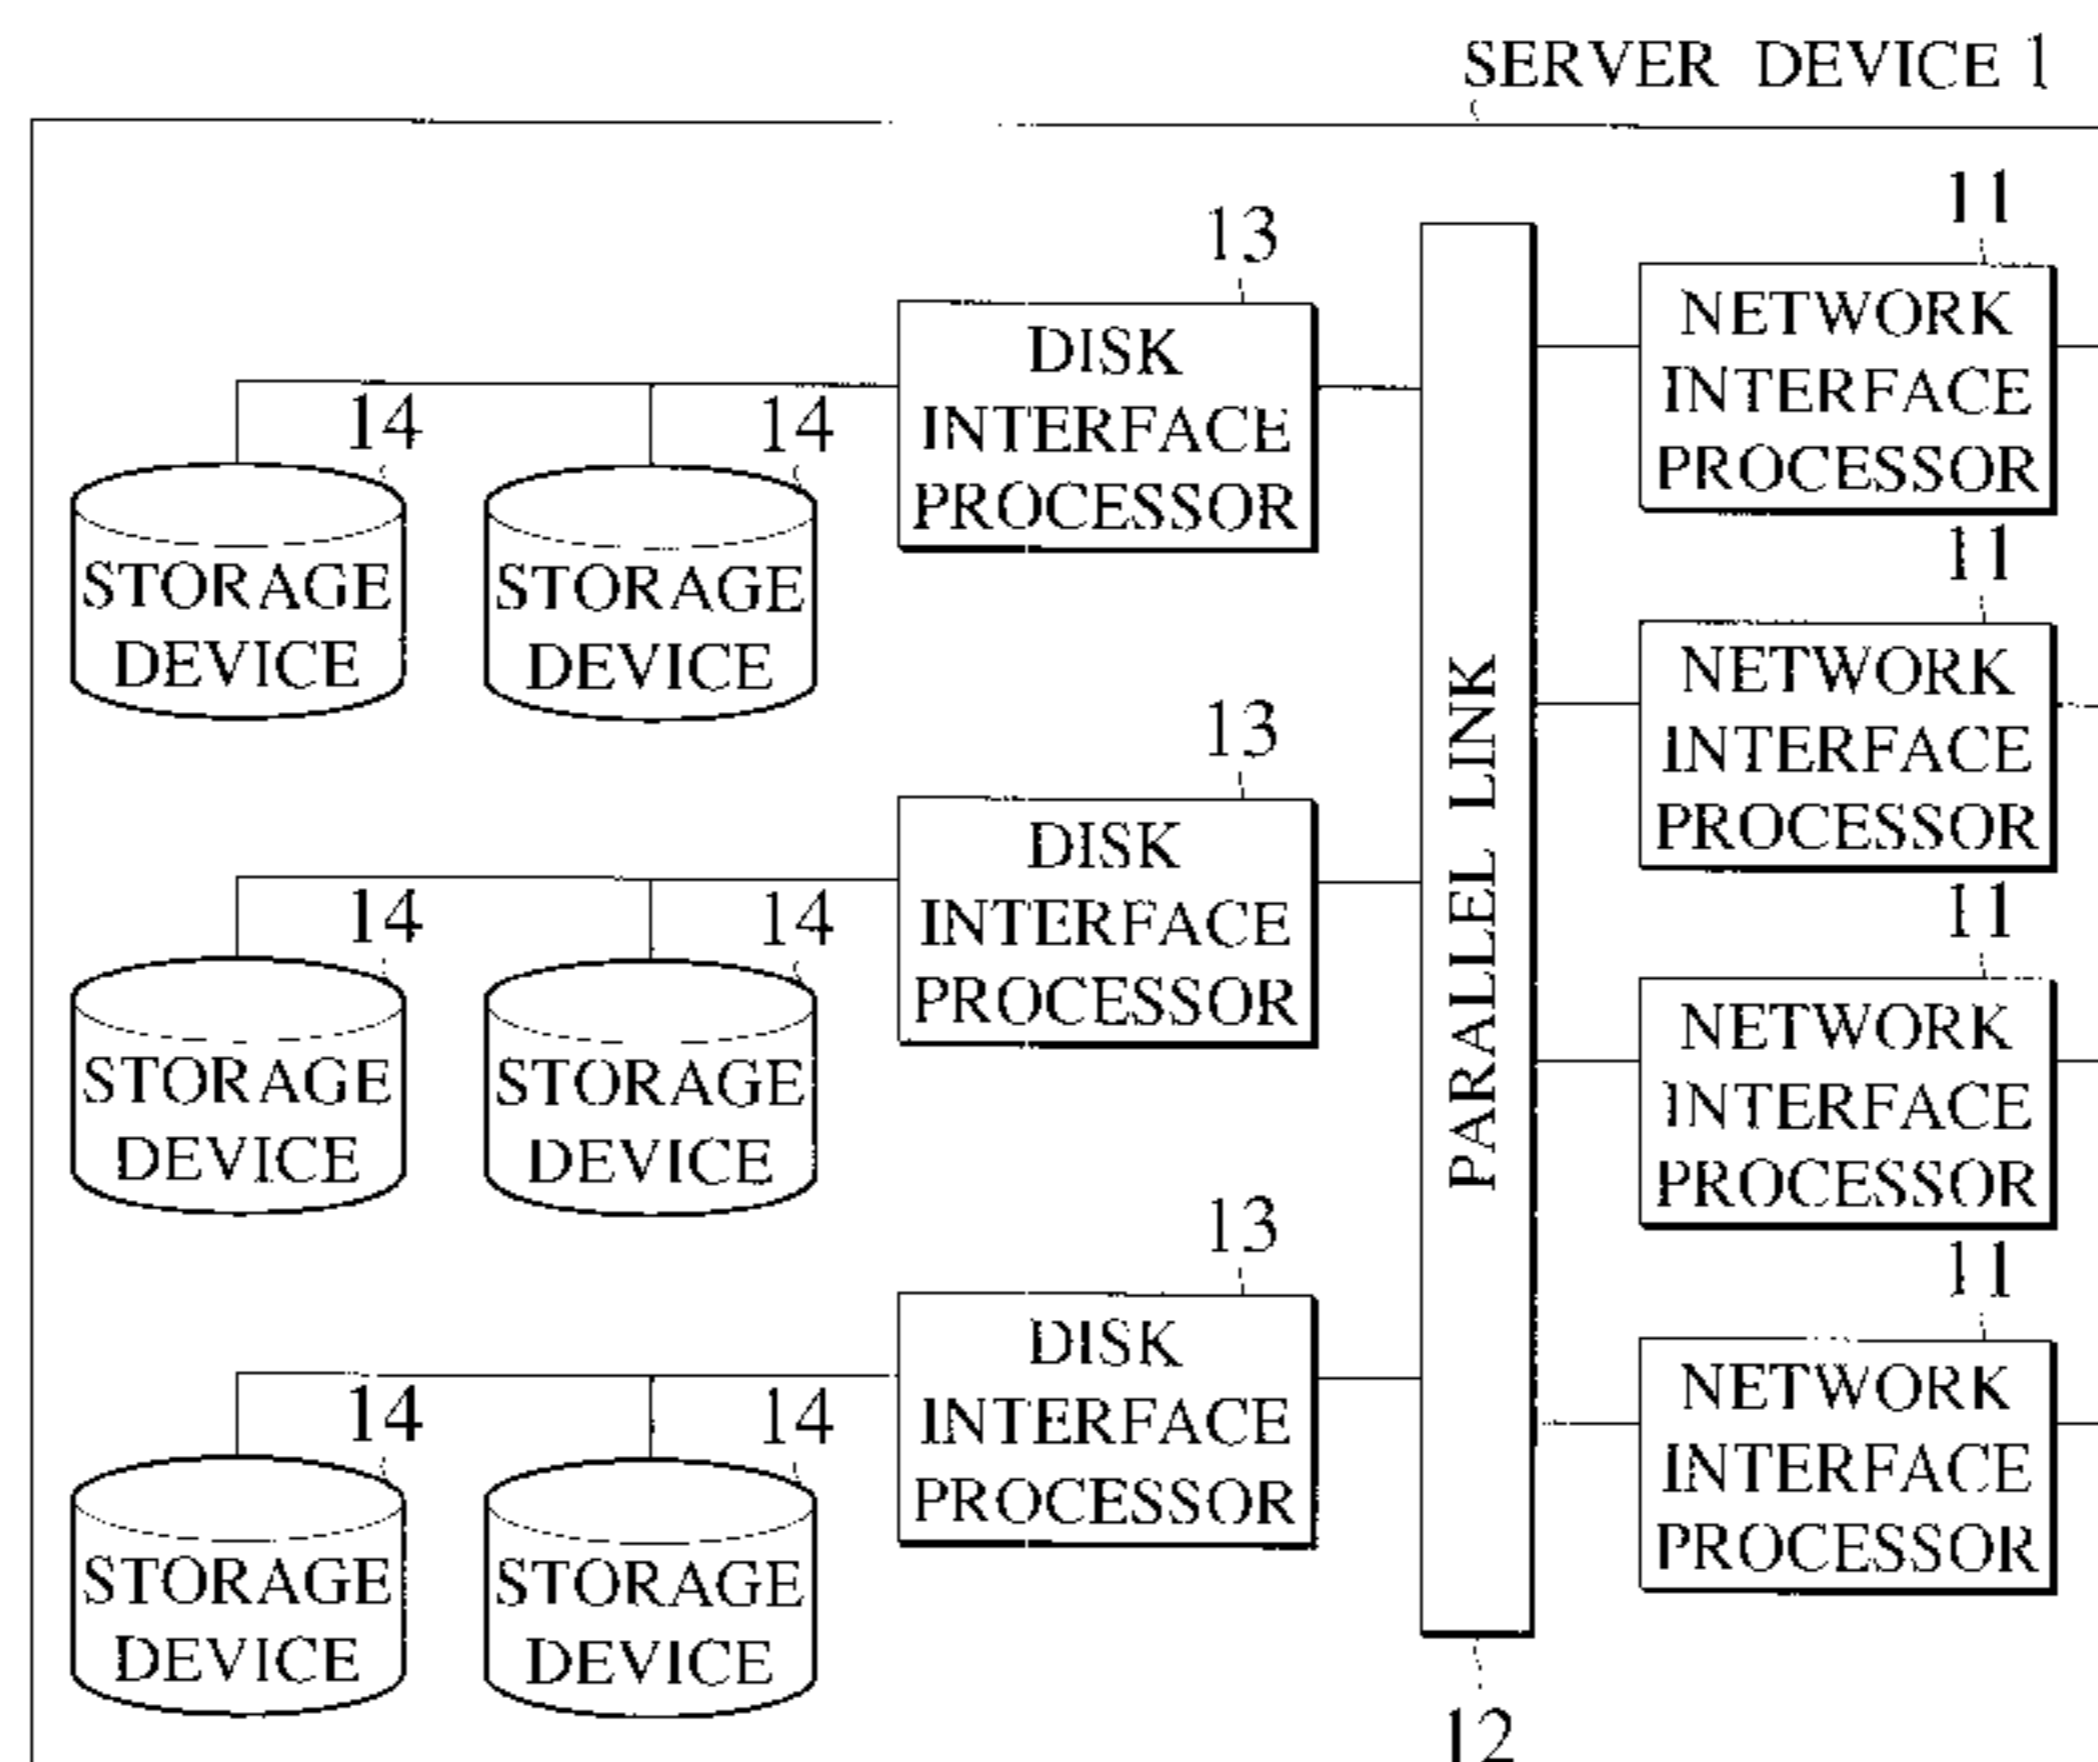 SERVER DEVICE 1
11
13
NETWORK
INTERFACE
PROCESSOR
DISK
INTERFACE
PROCESSOR
14
14
STORAGE
DEVICE
STORAGE
DEVICE
11
NETWORK
INTERFACE
PROCESSOR
PARALLEL LINK
13
DISK
INTERFACE
PROCESSOR
14
14
STORAGE
DEVICE
STORAGE
DEVICE
11
NETWORK
INTERFACE
PROCESSOR
13
DISK
INTERFACE
PROCESSOR
14
14
STORAGE
DEVICE
STORAGE
DEVICE
11
NETWORK
INTERFACE
PROCESSOR
12